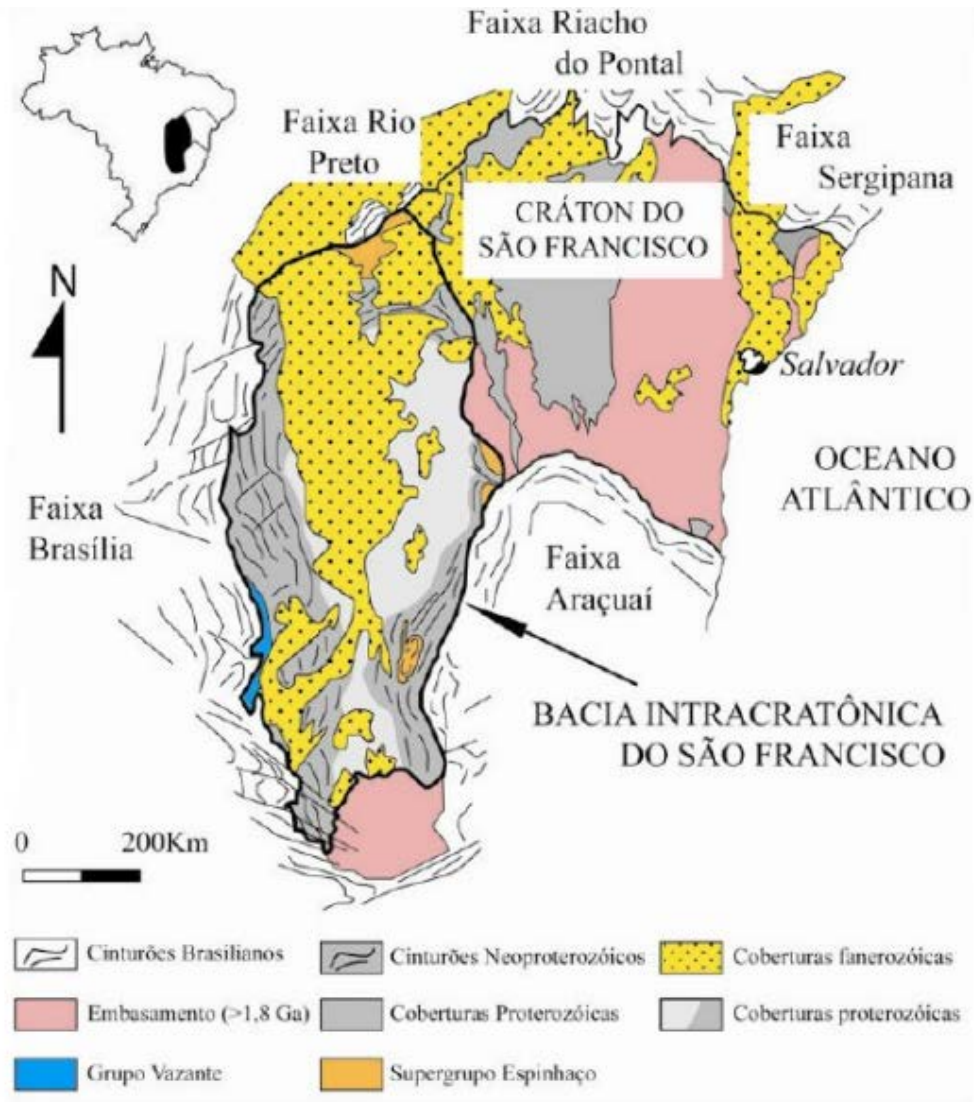 Faixa Riacho
do Pontal
Faixa Rio
Preto
Faixa
Sergipana
CRÁTON DO
SÃO FRANCISCO
N
Salvador
OCEANO
ATLÂNTICO
Faixa
Brasília
Faixa
Araçuaí
BACIA INTRACRATÔNICA
DO SÃO FRANCISCO
0 200Km
Cinturões Brasilianos
Cinturões Neoproterozóicos
Coberturas fanerozóicas
Embasamento (>1,8 Ga)
Coberturas Proterozóicas
Coberturas proterozóicas
Grupo Vazante
Supergrupo Espinhaço